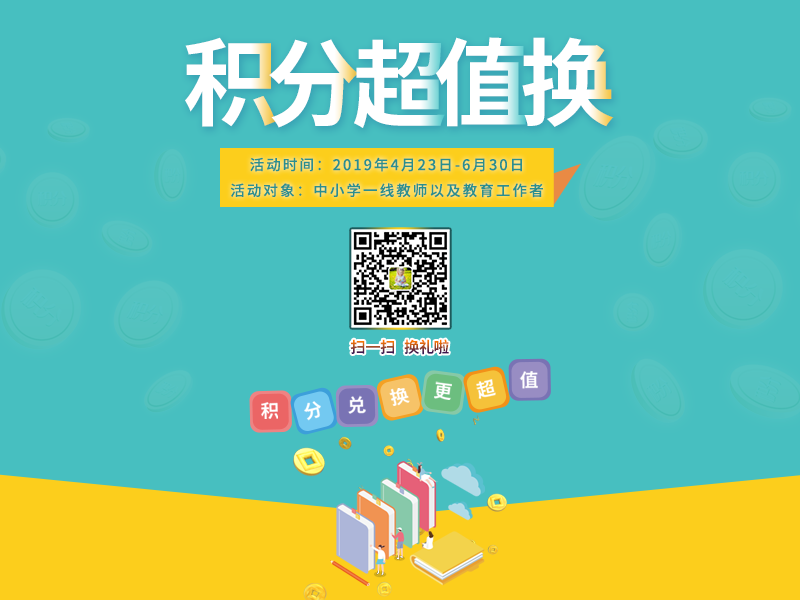 积分超值换
活动时间：2019年4月23日-6月30日
活动对象：中小学一线教师以及教育工作者
扫一扫 换礼啦
积分兑换更超值